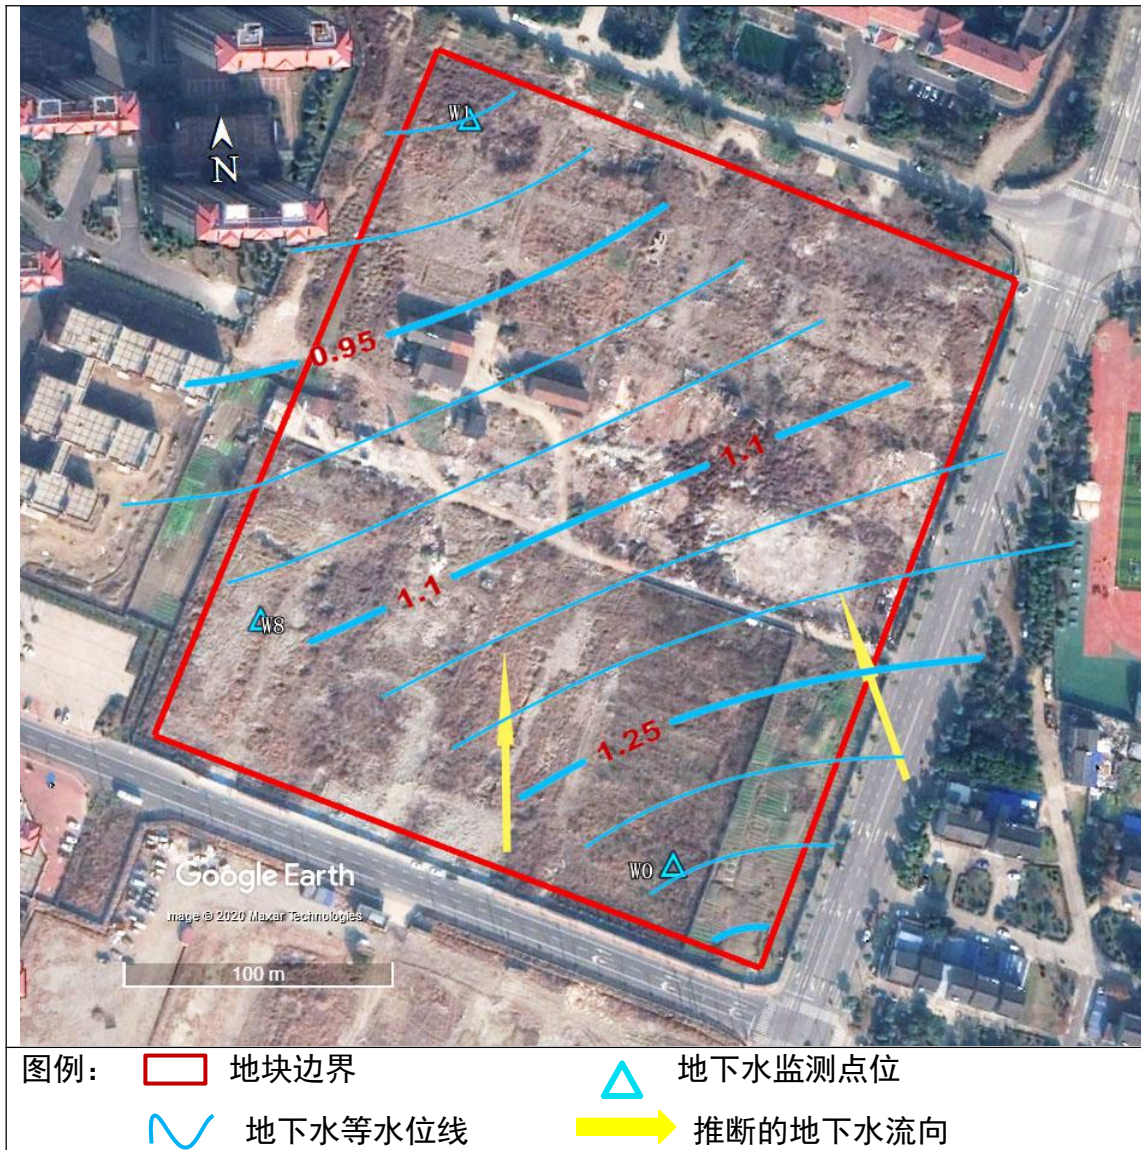 W1
N
0.95
1.1
1.1
W8
1.25
W0
Google Earth
Image © 2020 Maxar Technologies
100 m
图例：
地块边界
地下水监测点位
地下水等水位线
推断的地下水流向